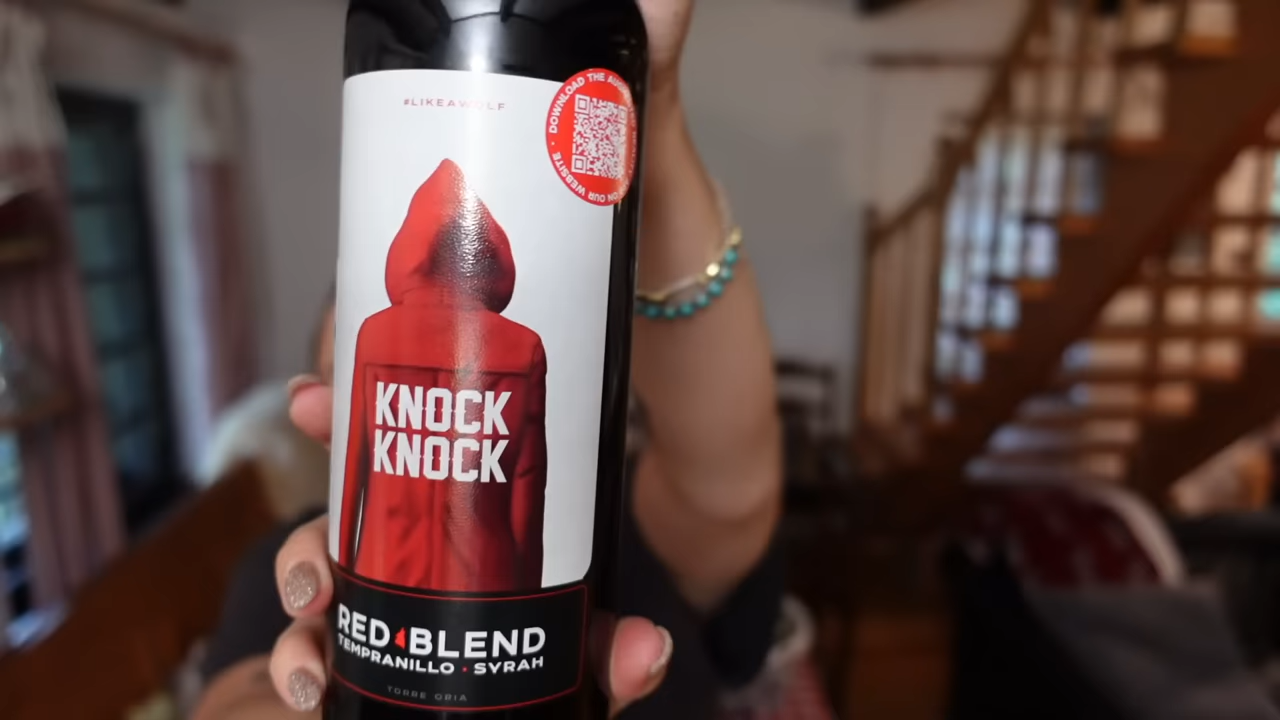 #LIKEAWOLF
DOWNLOAD THE
ON OUR WEBSITE
KNOCK
KNOCK
RED BLEND
TEMPRANILLO • SYRAH
TORRE ORIA